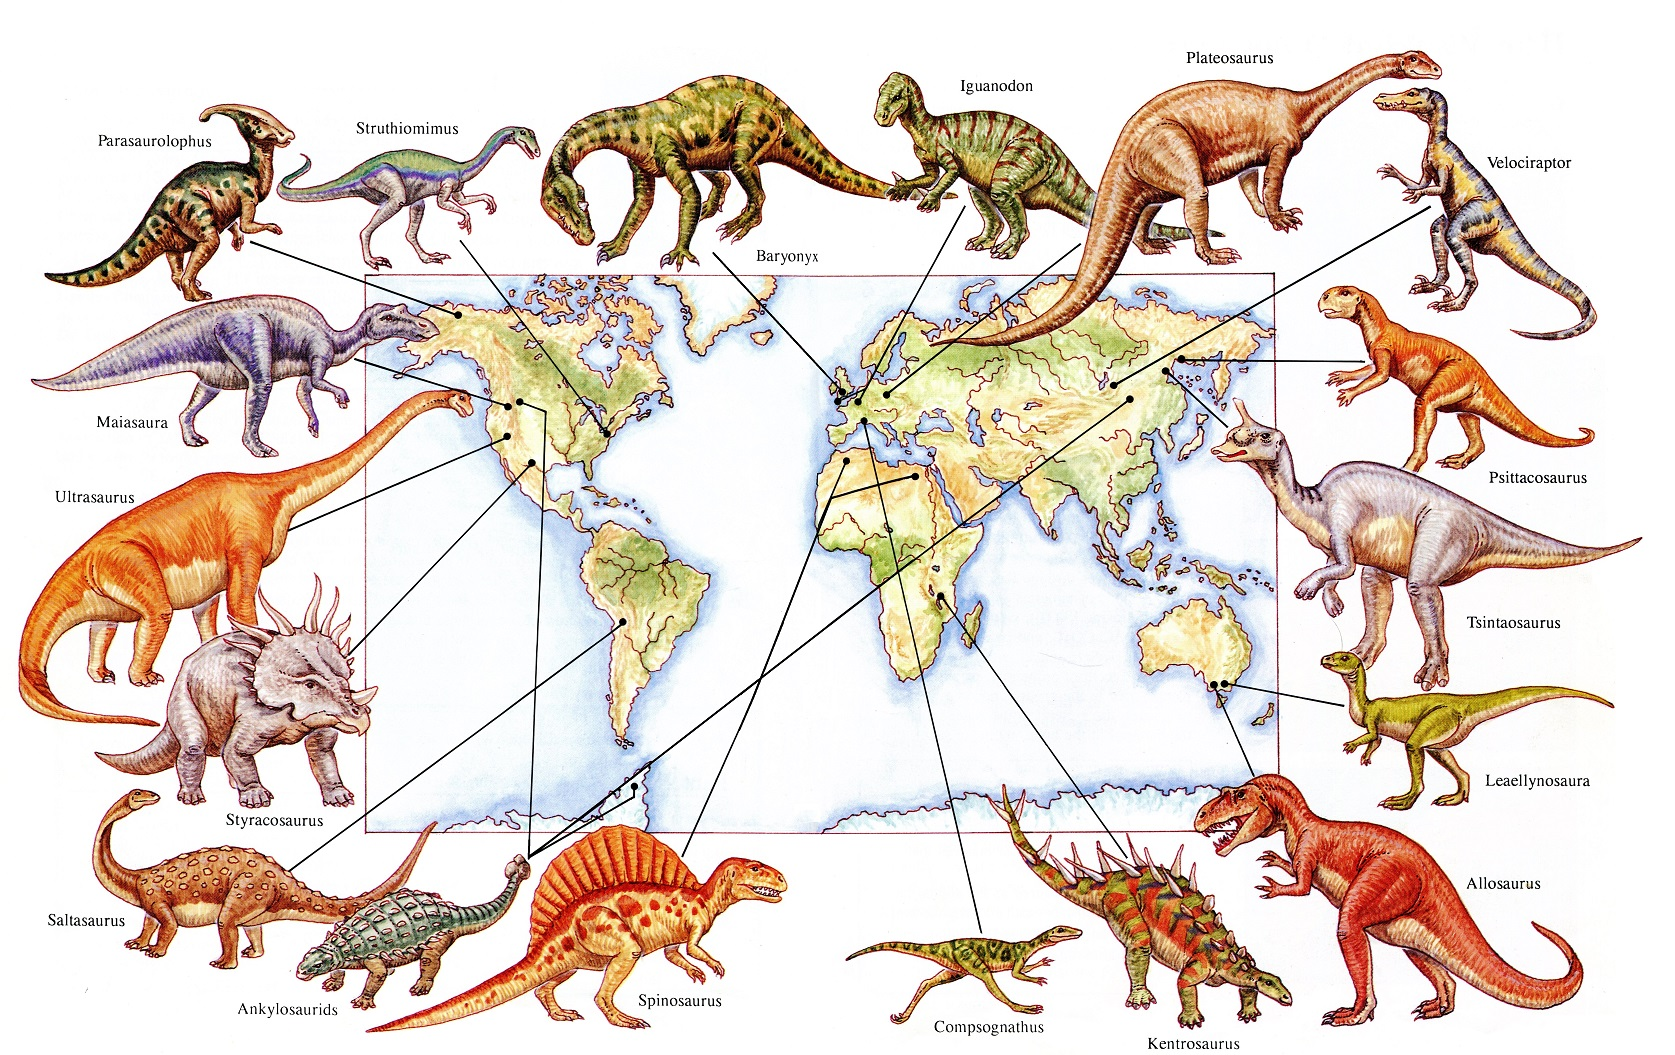 Plateosaurus
Iguanodon
Struthiomimus
Parasaurolophus
Velociraptor
Baryonyx
Maiasaura
Psittacosaurus
Ultrasaurus
Tsintaosaurus
Leaellynosaura
Styracosaurus
Allosaurus
Saltasaurus
Spinosaurus
Ankylosaurids
Compsognathus
Kentrosaurus